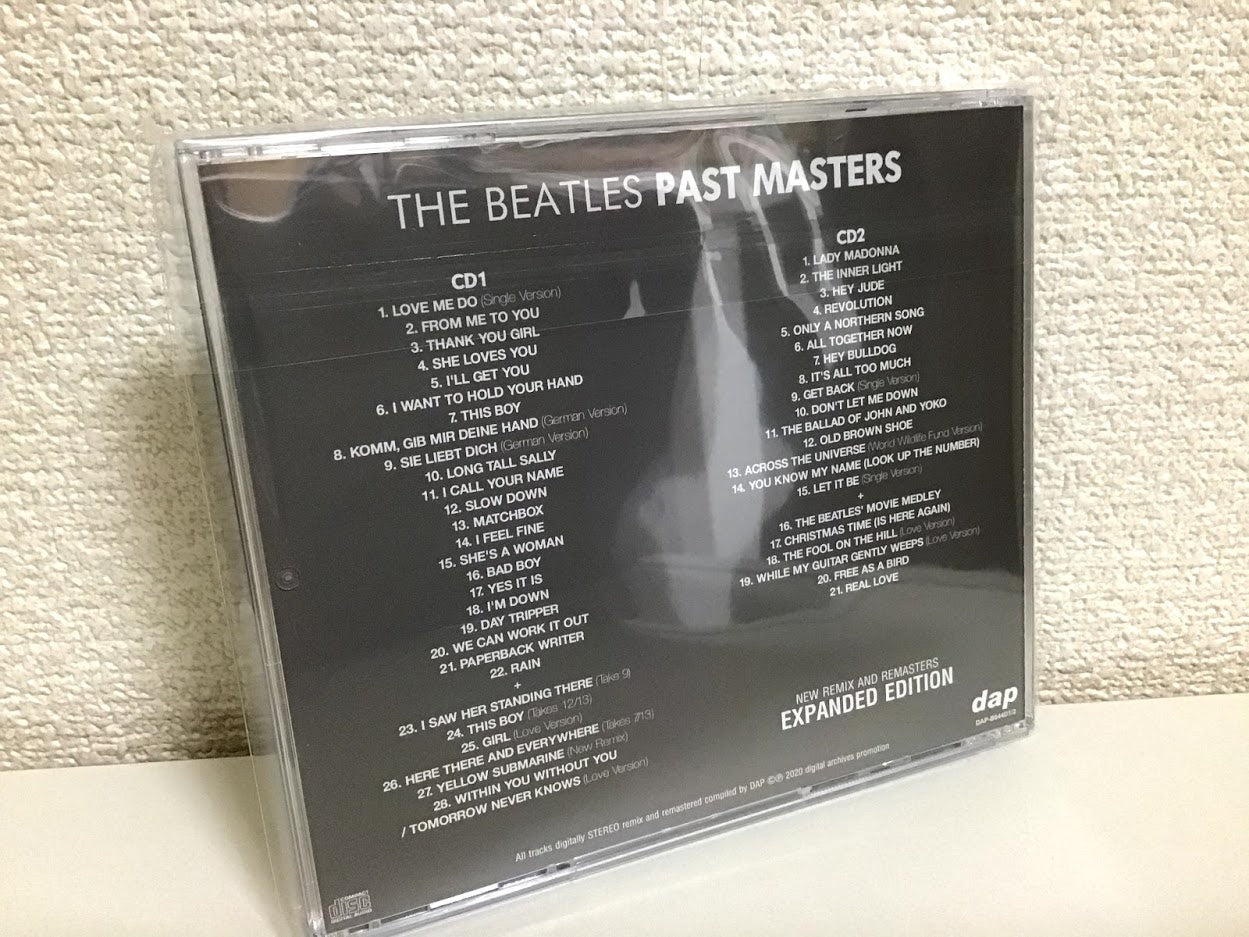 THE BEATLES PAST MASTERS
CD1
1. LOVE ME DO (Single Version)
2. FROM ME TO YOU
3. THANK YOU GIRL
4. SHE LOVES YOU
5. I'LL GET YOU
6. I WANT TO HOLD YOUR HAND
7. THIS BOY
8. KOMM, GIB MIR DEINE HAND (German Version)
9. SIE LIEBT DICH (German Version)
10. LONG TALL SALLY
11. I CALL YOUR NAME
12. SLOW DOWN
13. MATCHBOX
14. I FEEL FINE
15. SHE'S A WOMAN
16. BAD BOY
17. YES IT IS
18. I'M DOWN
19. DAY TRIPPER
20. WE CAN WORK IT OUT
21. PAPERBACK WRITER
22. RAIN
+
23. I SAW HER STANDING THERE (Take 9)
24. THIS BOY (Takes 12/13)
25. GIRL (Love Version)
26. HERE THERE AND EVERYWHERE (Takes 7/13)
27. YELLOW SUBMARINE (New Remix)
28. WITHIN YOU WITHOUT YOU
/ TOMORROW NEVER KNOWS (Love Version)
CD2
1. LADY MADONNA
2. THE INNER LIGHT
3. HEY JUDE
4. REVOLUTION
5. ONLY A NORTHERN SONG
6. ALL TOGETHER NOW
7. HEY BULLDOG
8. IT'S ALL TOO MUCH
9. GET BACK (Single Version)
10. DON'T LET ME DOWN
11. THE BALLAD OF JOHN AND YOKO
12. OLD BROWN SHOE
13. ACROSS THE UNIVERSE (World Wildlife Fund Version)
14. YOU KNOW MY NAME (LOOK UP THE NUMBER)
15. LET IT BE (Single Version)
+
16. THE BEATLES' MOVIE MEDLEY
17. CHRISTMAS TIME (IS HERE AGAIN)
18. THE FOOL ON THE HILL (Love Version)
19. WHILE MY GUITAR GENTLY WEEPS (Love Version)
20. FREE AS A BIRD
21. REAL LOVE
NEW REMIX AND REMASTERS
EXPANDED EDITION
dap
All tracks digitally STEREO remix and remastered compiled by DAP ©℗ 2020 digital archives promotion
COMPACT
disc
DIGITAL AUDIO